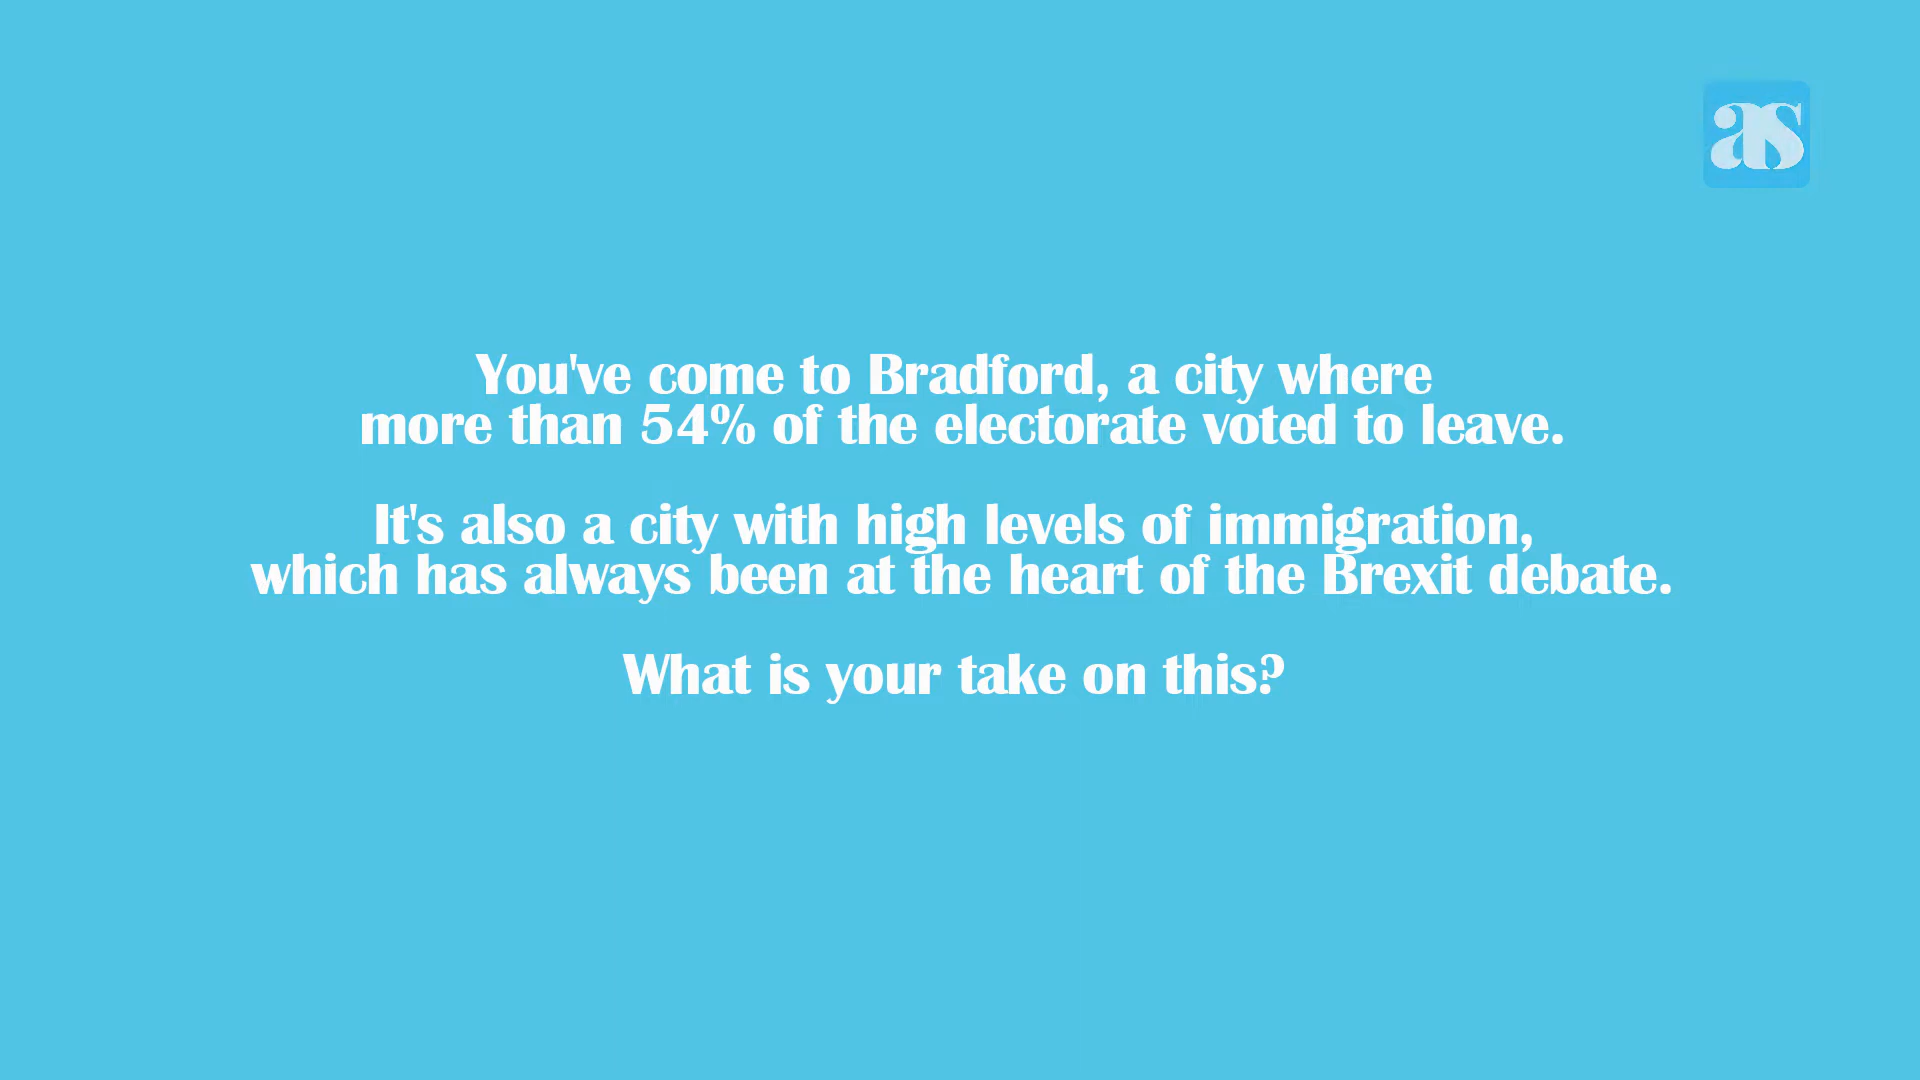 as
You've come to Bradford, a city where
more than 54% of the electorate voted to leave.
It's also a city with high levels of immigration,
which has always been at the heart of the Brexit debate.
What is your take on this?